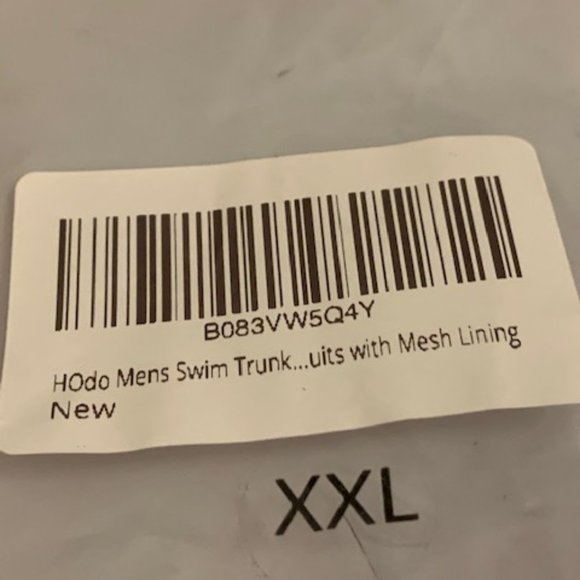 B083VW5Q4Y
HOdo Mens Swim Trunk...uits with Mesh Lining
New
XXL